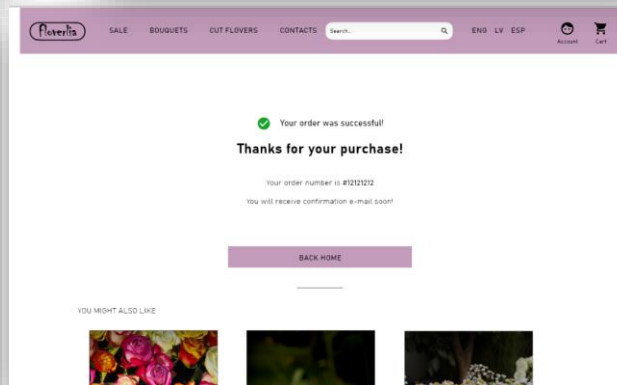 Floverlia
SALE BOUQUETS CUT FLOVERS CONTACTS Search... ENG LV ESP
Account Cart
Your order was successful!
Thanks for your purchase!
Your order number is #12121212
You will receive confirmation e-mail soon!
BACK HOME
YOU MIGHT ALSO LIKE